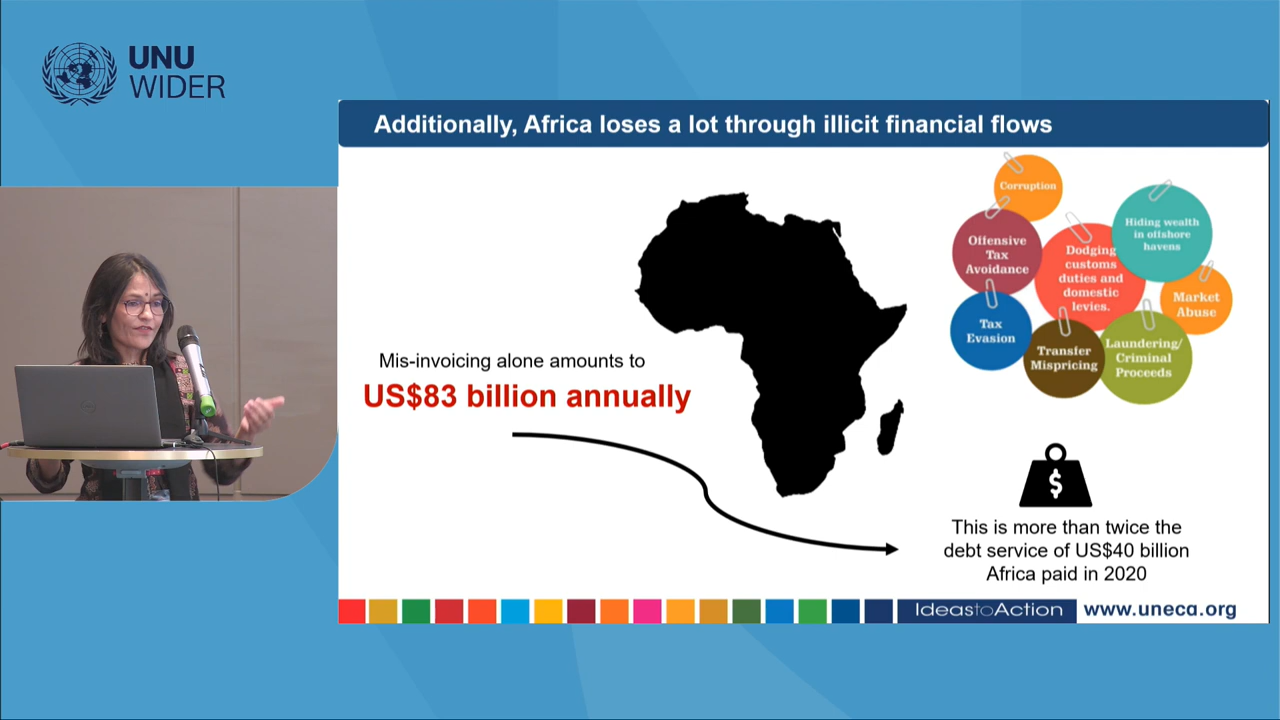 UNU
WIDER
Additionally, Africa loses a lot through illicit financial flows
Mis-invoicing alone amounts to
US$83 billion annually
Corruption
Offensive
Tax
Avoidance
Dodging
customs
duties and
domestic
levies.
Hiding wealth
in offshore
havens
Market
Abuse
Tax
Evasion
Transfer
Mispricing
Laundering/
Criminal
Proceeds
$
This is more than twice the
debt service of US$40 billion
Africa paid in 2020
IdeastoAction
www.uneca.org